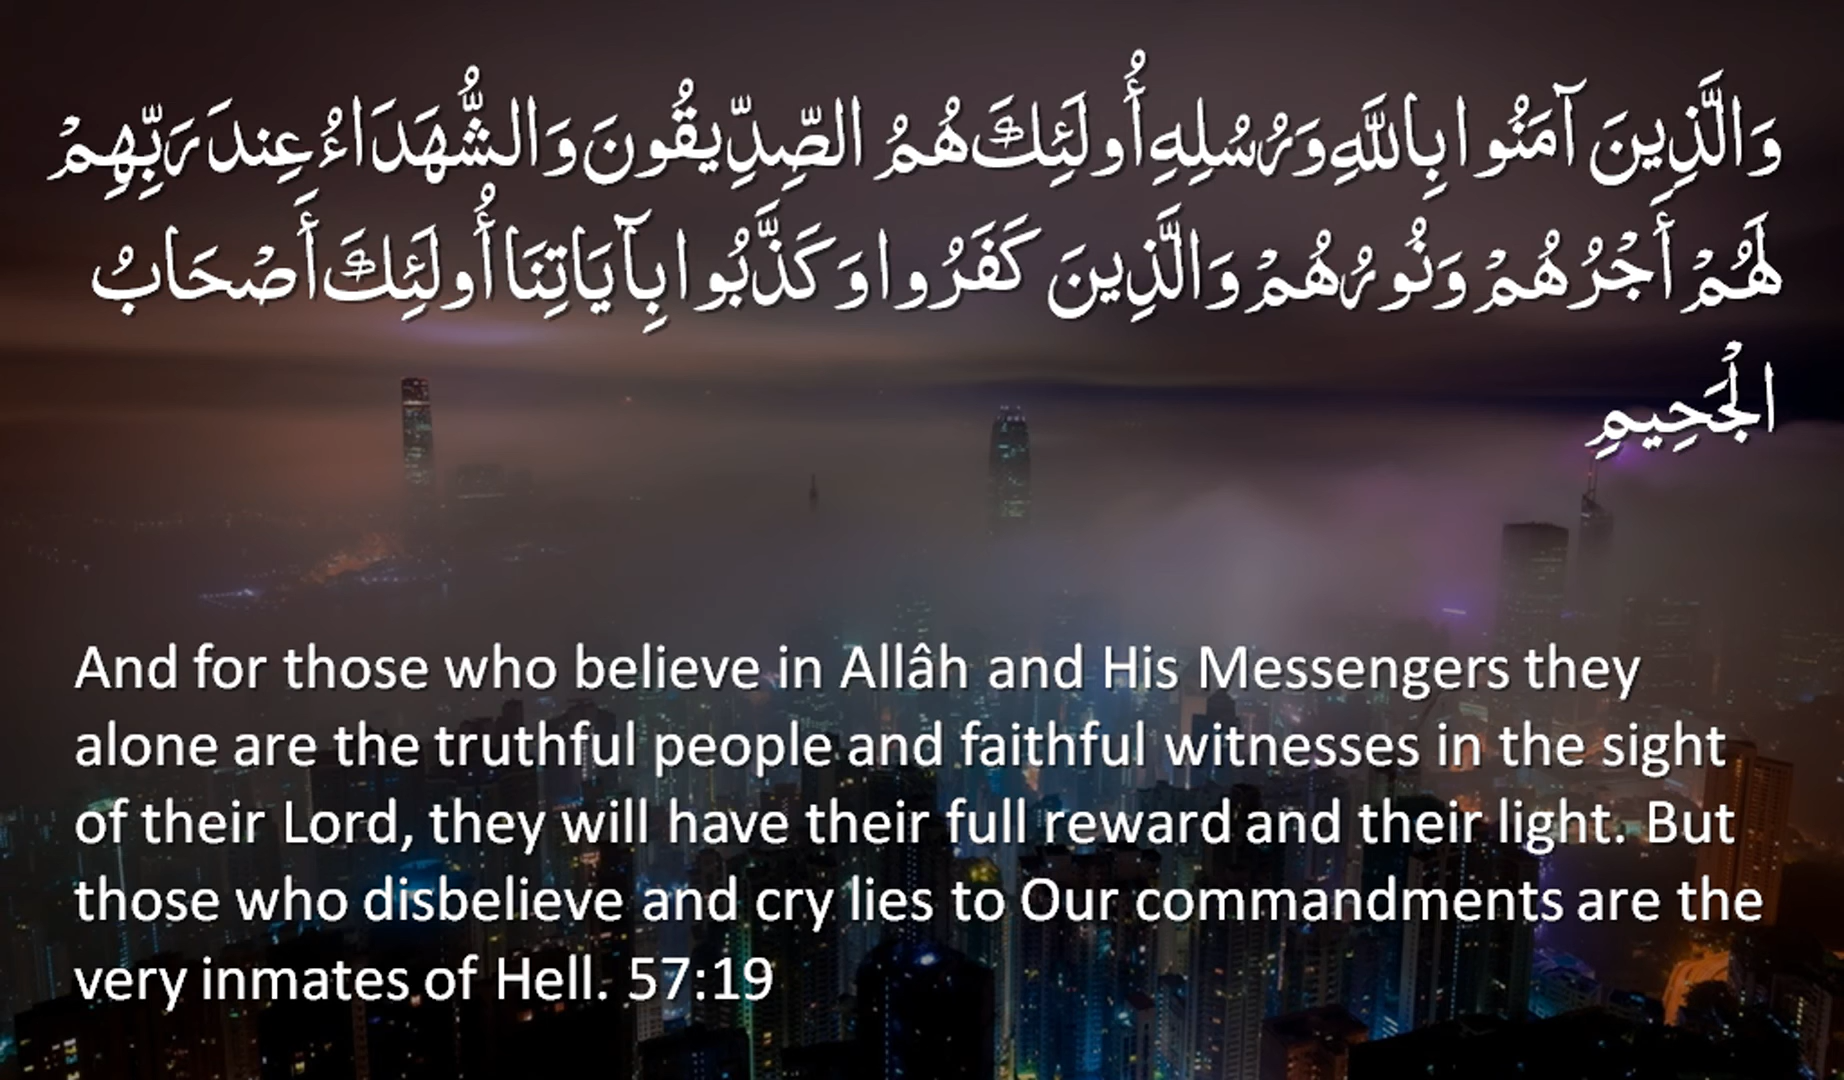 وَالَّذِينَ آمَنُوا بِاللَّهِ وَرُسُلِهِ أُولَئِكَ هُمُ الصِّدِّيقُونَ وَالشُّهَدَاءُ عِندَ رَبِّهِمْ
لَهُمْ أَجْرُهُمْ وَنُورُهُمْ وَالَّذِينَ كَفَرُوا وَكَذَّبُوا بِآيَاتِنَا أُولَئِكَ أَصْحَابُ
الْجَحِيمِ
And for those who believe in Allâh and His Messengers they
alone are the truthful people and faithful witnesses in the sight
of their Lord, they will have their full reward and their light. But
those who disbelieve and cry lies to Our commandments are the
very inmates of Hell. 57:19